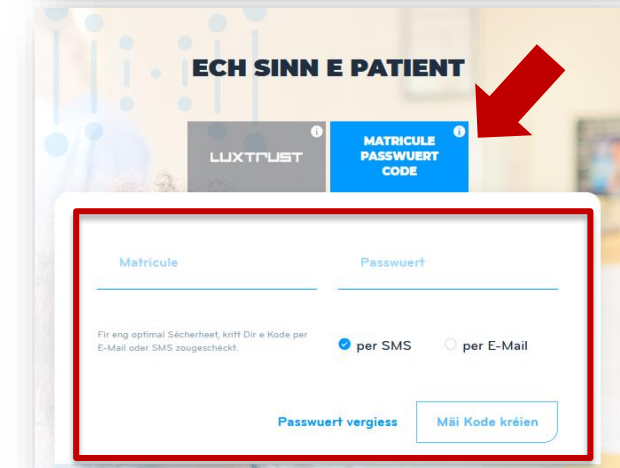 ECH SINN E PATIENT
LUXTRUST
MATRICULE
PASSWUERT
CODE
Matricule
Passwuert
Fir eng optimal Sécherheet, kritt Dir e Kode per
E-Mail oder SMS zougeschéckt.
per SMS
per E-Mail
Passwuert vergiess
Mäi Kode kréien